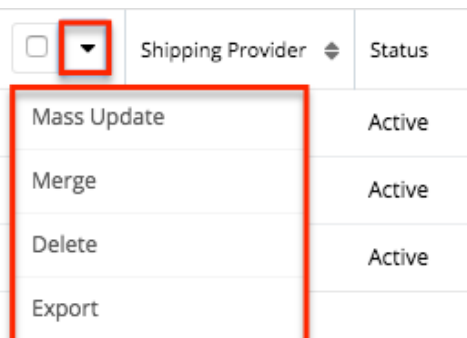 Shipping Provider Status
Mass Update Active
Merge Active
Delete Active
Export